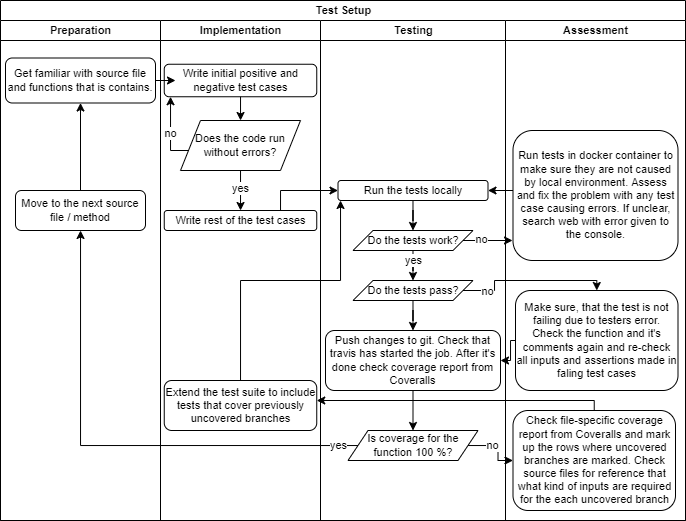 Test Setup
Preparation
Implementation
Testing
Assessment
Get familiar with source file
and functions that is contains.
Write initial positive and
negative test cases
no
Does the code run
without errors?
yes
Move to the next source
file / method
Write rest of the test cases
Run the tests locally
Run tests in docker container to
make sure they are not caused
by local environment. Assess
and fix the problem with any test
case causing errors. If unclear,
search web with error given to
the console.
Do the tests work?
no
yes
Do the tests pass?
no
Make sure, that the test is not
failing due to testers error.
Check the function and it's
comments again and re-check
all inputs and assertions made in
faling test cases
Push changes to git. Check that
travis has started the job. After it's
done check coverage report from
Coveralls
Extend the test suite to include
tests that cover previously
uncovered branches
yes
Is coverage for the
function 100 %?
no
Check file-specific coverage
report from Coveralls and mark
up the rows where uncovered
branches are marked. Check
source files for reference that
what kind of inputs are required
for the each uncovered branch